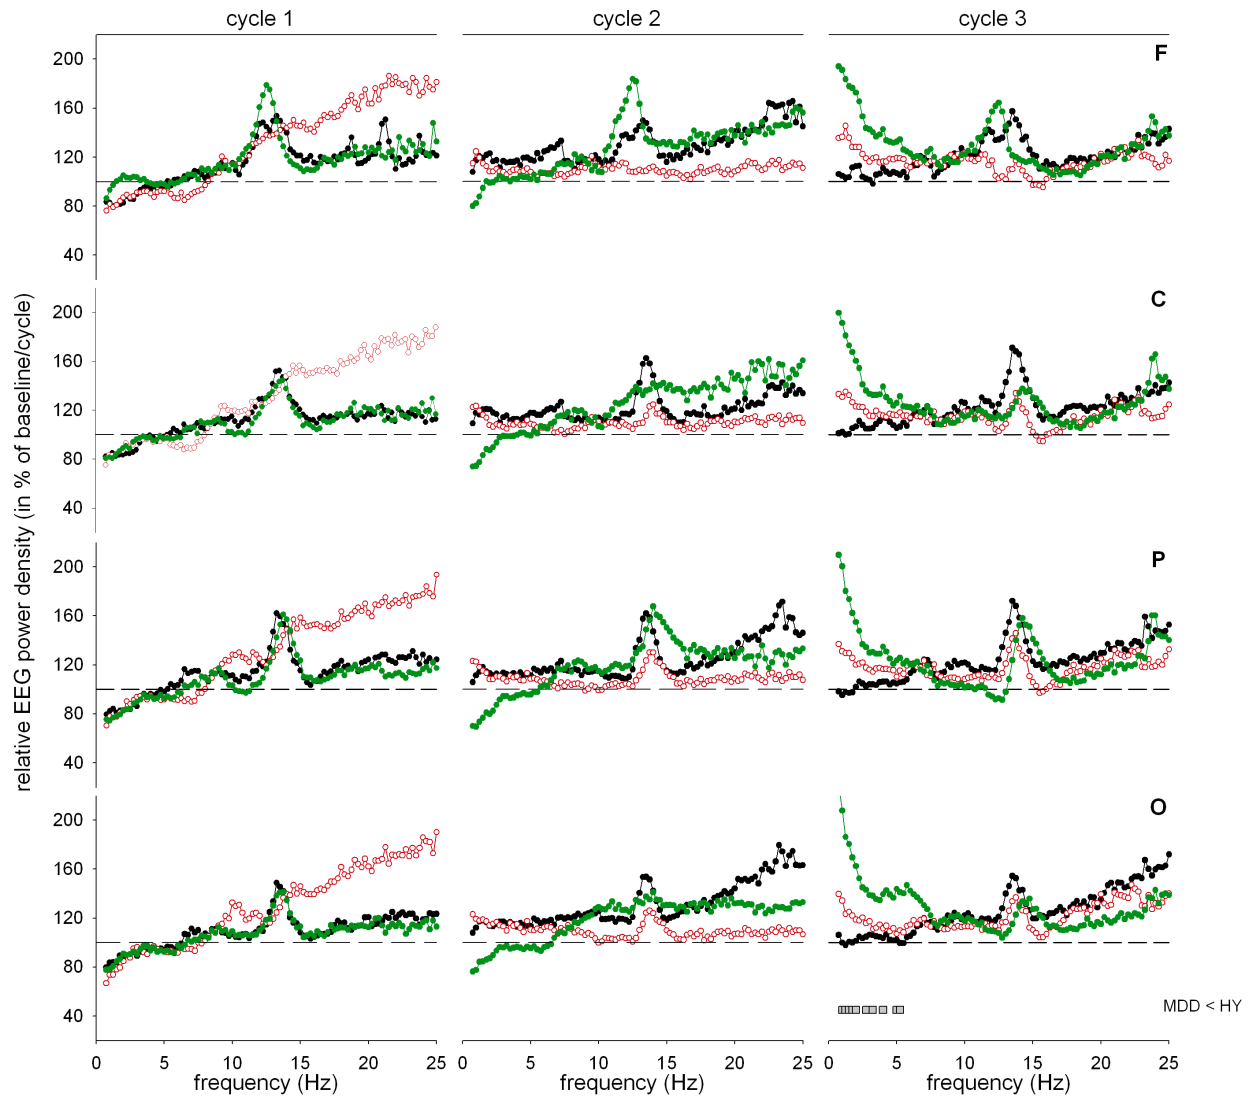 cycle 1
cycle 2
cycle 3
F
200
160
120
80
40
C
200
160
120
80
40
relative EEG power density (in % of baseline/cycle)
P
200
160
120
80
40
O
200
160
120
80
40
MDD < HY
0 5 10 15 20 25
0 5 10 15 20 25
0 5 10 15 20 25
frequency (Hz)
frequency (Hz)
frequency (Hz)